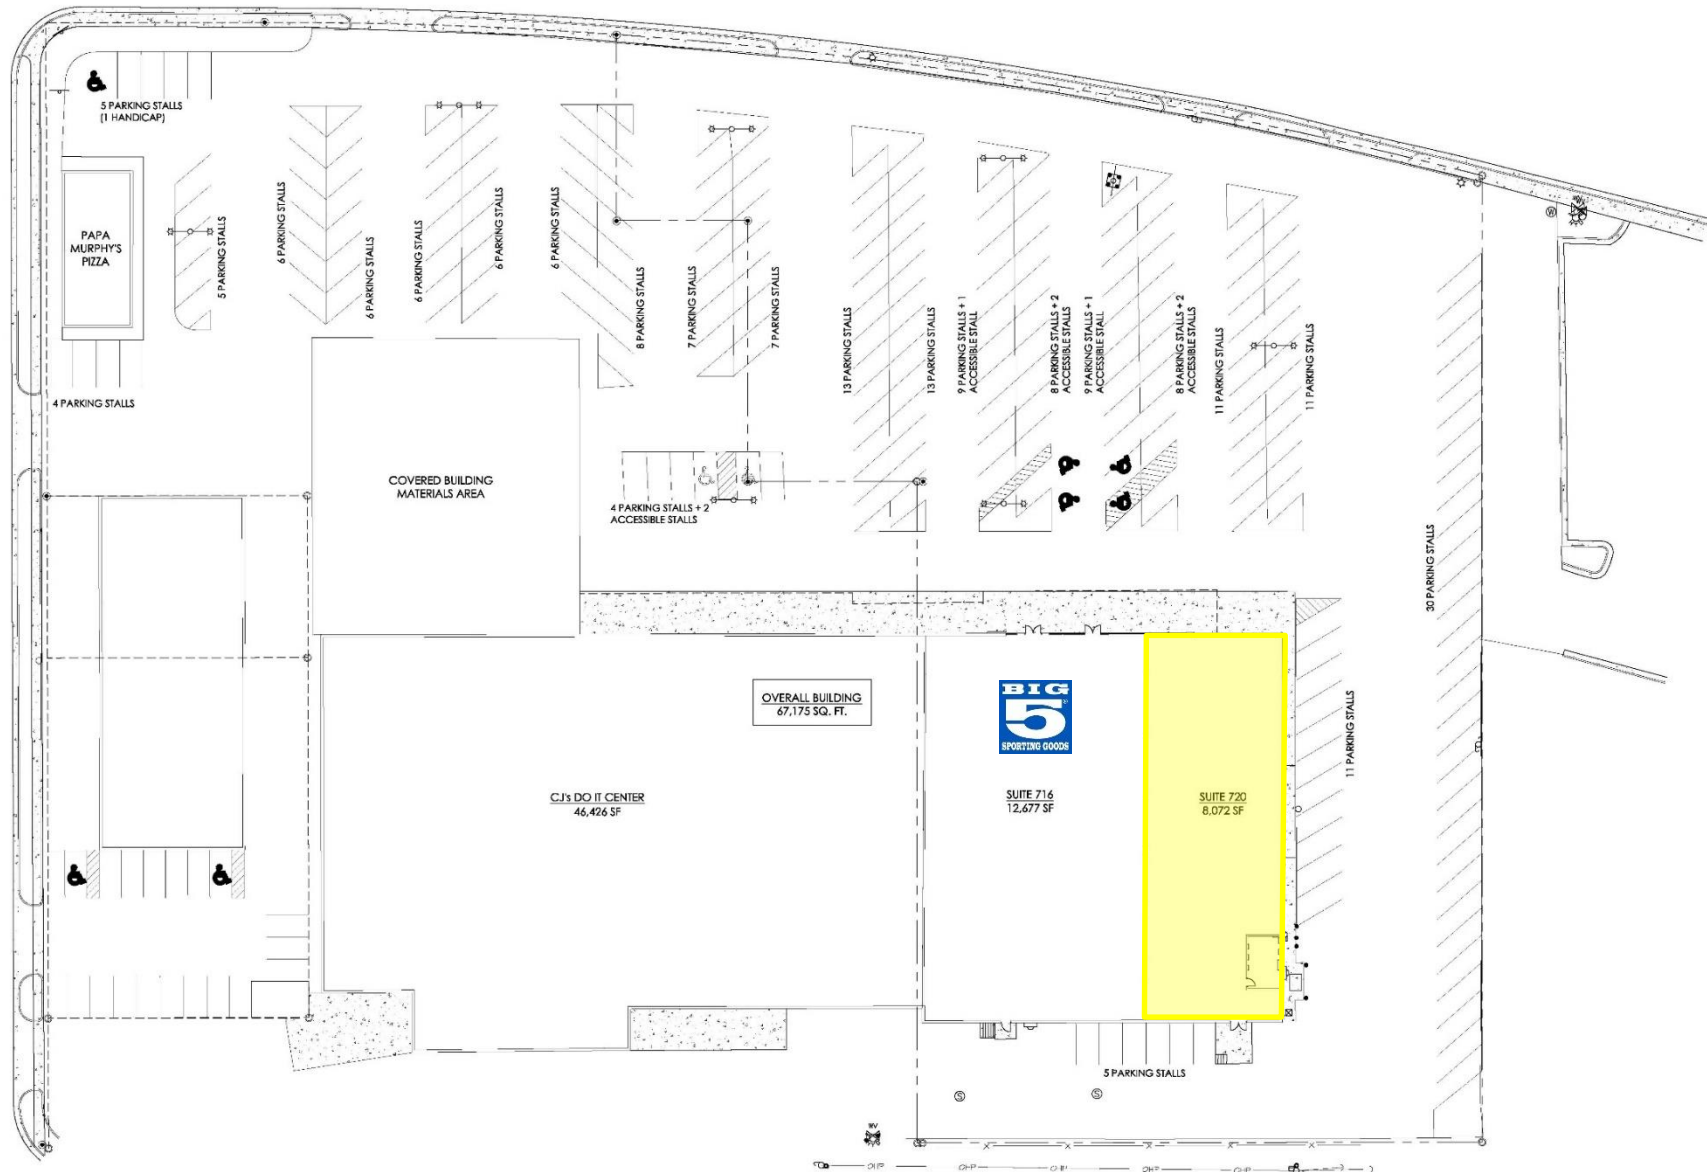 5 PARKING STALLS
(1 HANDICAP)
PAPA
MURPHY'S
PIZZA
5 PARKING STALLS
6 PARKING STALLS
6 PARKING STALLS
6 PARKING STALLS
6 PARKING STALLS
6 PARKING STALLS
8 PARKING STALLS
7 PARKING STALLS
7 PARKING STALLS
13 PARKING STALLS
13 PARKING STALLS
9 PARKING STALLS + 1
ACCESSIBLE STALL
8 PARKING STALLS + 2
ACCESSIBLE STALLS
9 PARKING STALLS + 1
ACCESSIBLE STALL
8 PARKING STALLS + 2
ACCESSIBLE STALLS
11 PARKING STALLS
11 PARKING STALLS
W
4 PARKING STALLS
COVERED BUILDING
MATERIALS AREA
4 PARKING STALLS + 2
ACCESSIBLE STALLS
30 PARKING STALLS
OVERALL BUILDING
67,175 SQ. FT.
BIG
5
SPORTING GOODS
11 PARKING STALLS
CJ's DO IT CENTER
46,426 SF
SUITE 716
12,677 SF
SUITE 720
8,072 SF
5 PARKING STALLS
S
S
WV
OHP OHP OHP OHP OHP